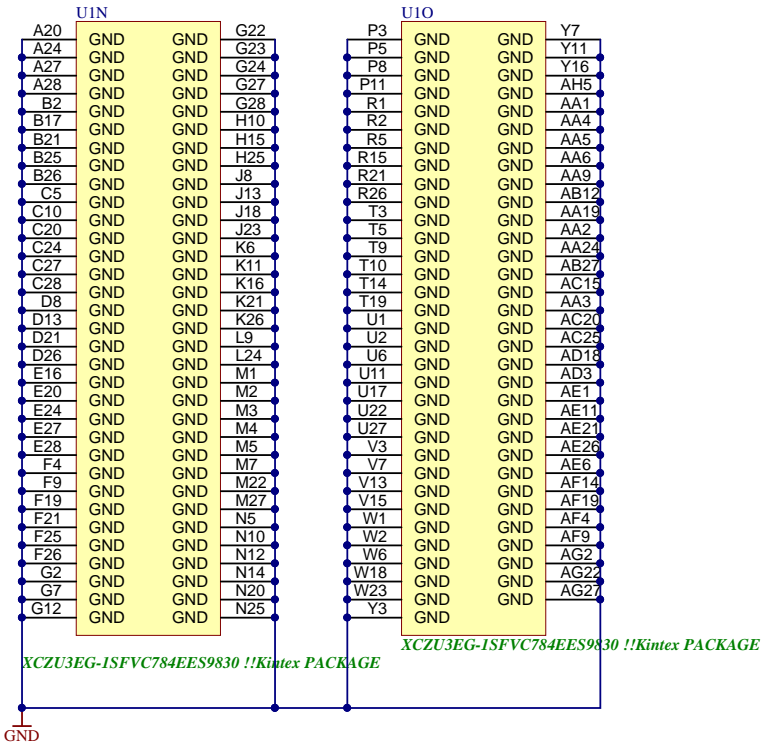 U1N
A20 GND GND G22
A24 GND GND G23
A27 GND GND G24
A28 GND GND G27
B2 GND GND G28
B17 GND GND H10
B21 GND GND H15
B25 GND GND H25
B26 GND GND J8
C5 GND GND J13
C10 GND GND J18
C20 GND GND J23
C24 GND GND K6
C27 GND GND K11
C28 GND GND K16
D8 GND GND K21
D13 GND GND K26
D21 GND GND L9
D26 GND GND L24
E16 GND GND M1
E20 GND GND M2
E24 GND GND M3
E27 GND GND M4
E28 GND GND M5
F4 GND GND M7
F9 GND GND M22
F19 GND GND M27
F21 GND GND N5
F25 GND GND N10
F26 GND GND N12
G2 GND GND N14
G7 GND GND N20
G12 GND GND N25
XCZU3EG-1SFVC784EES9830 !!Kintex PACKAGE
U1O
P3 GND GND Y7
P5 GND GND Y11
P8 GND GND Y16
P11 GND GND AH5
R1 GND GND AA1
R2 GND GND AA4
R5 GND GND AA5
R15 GND GND AA6
R21 GND GND AA9
R26 GND GND AB12
T3 GND GND AA19
T5 GND GND AA2
T9 GND GND AA24
T10 GND GND AB27
T14 GND GND AC15
T19 GND GND AA3
U1 GND GND AC20
U2 GND GND AC25
U6 GND GND AD18
U11 GND GND AD3
U17 GND GND AE1
U22 GND GND AE11
U27 GND GND AE21
V3 GND GND AE26
V7 GND GND AE6
V13 GND GND AF14
V15 GND GND AF19
W1 GND GND AF4
W2 GND GND AF9
W6 GND GND AG2
W18 GND GND AG22
W23 GND GND AG27
Y3 GND
XCZU3EG-1SFVC784EES9830 !!Kintex PACKAGE
GND